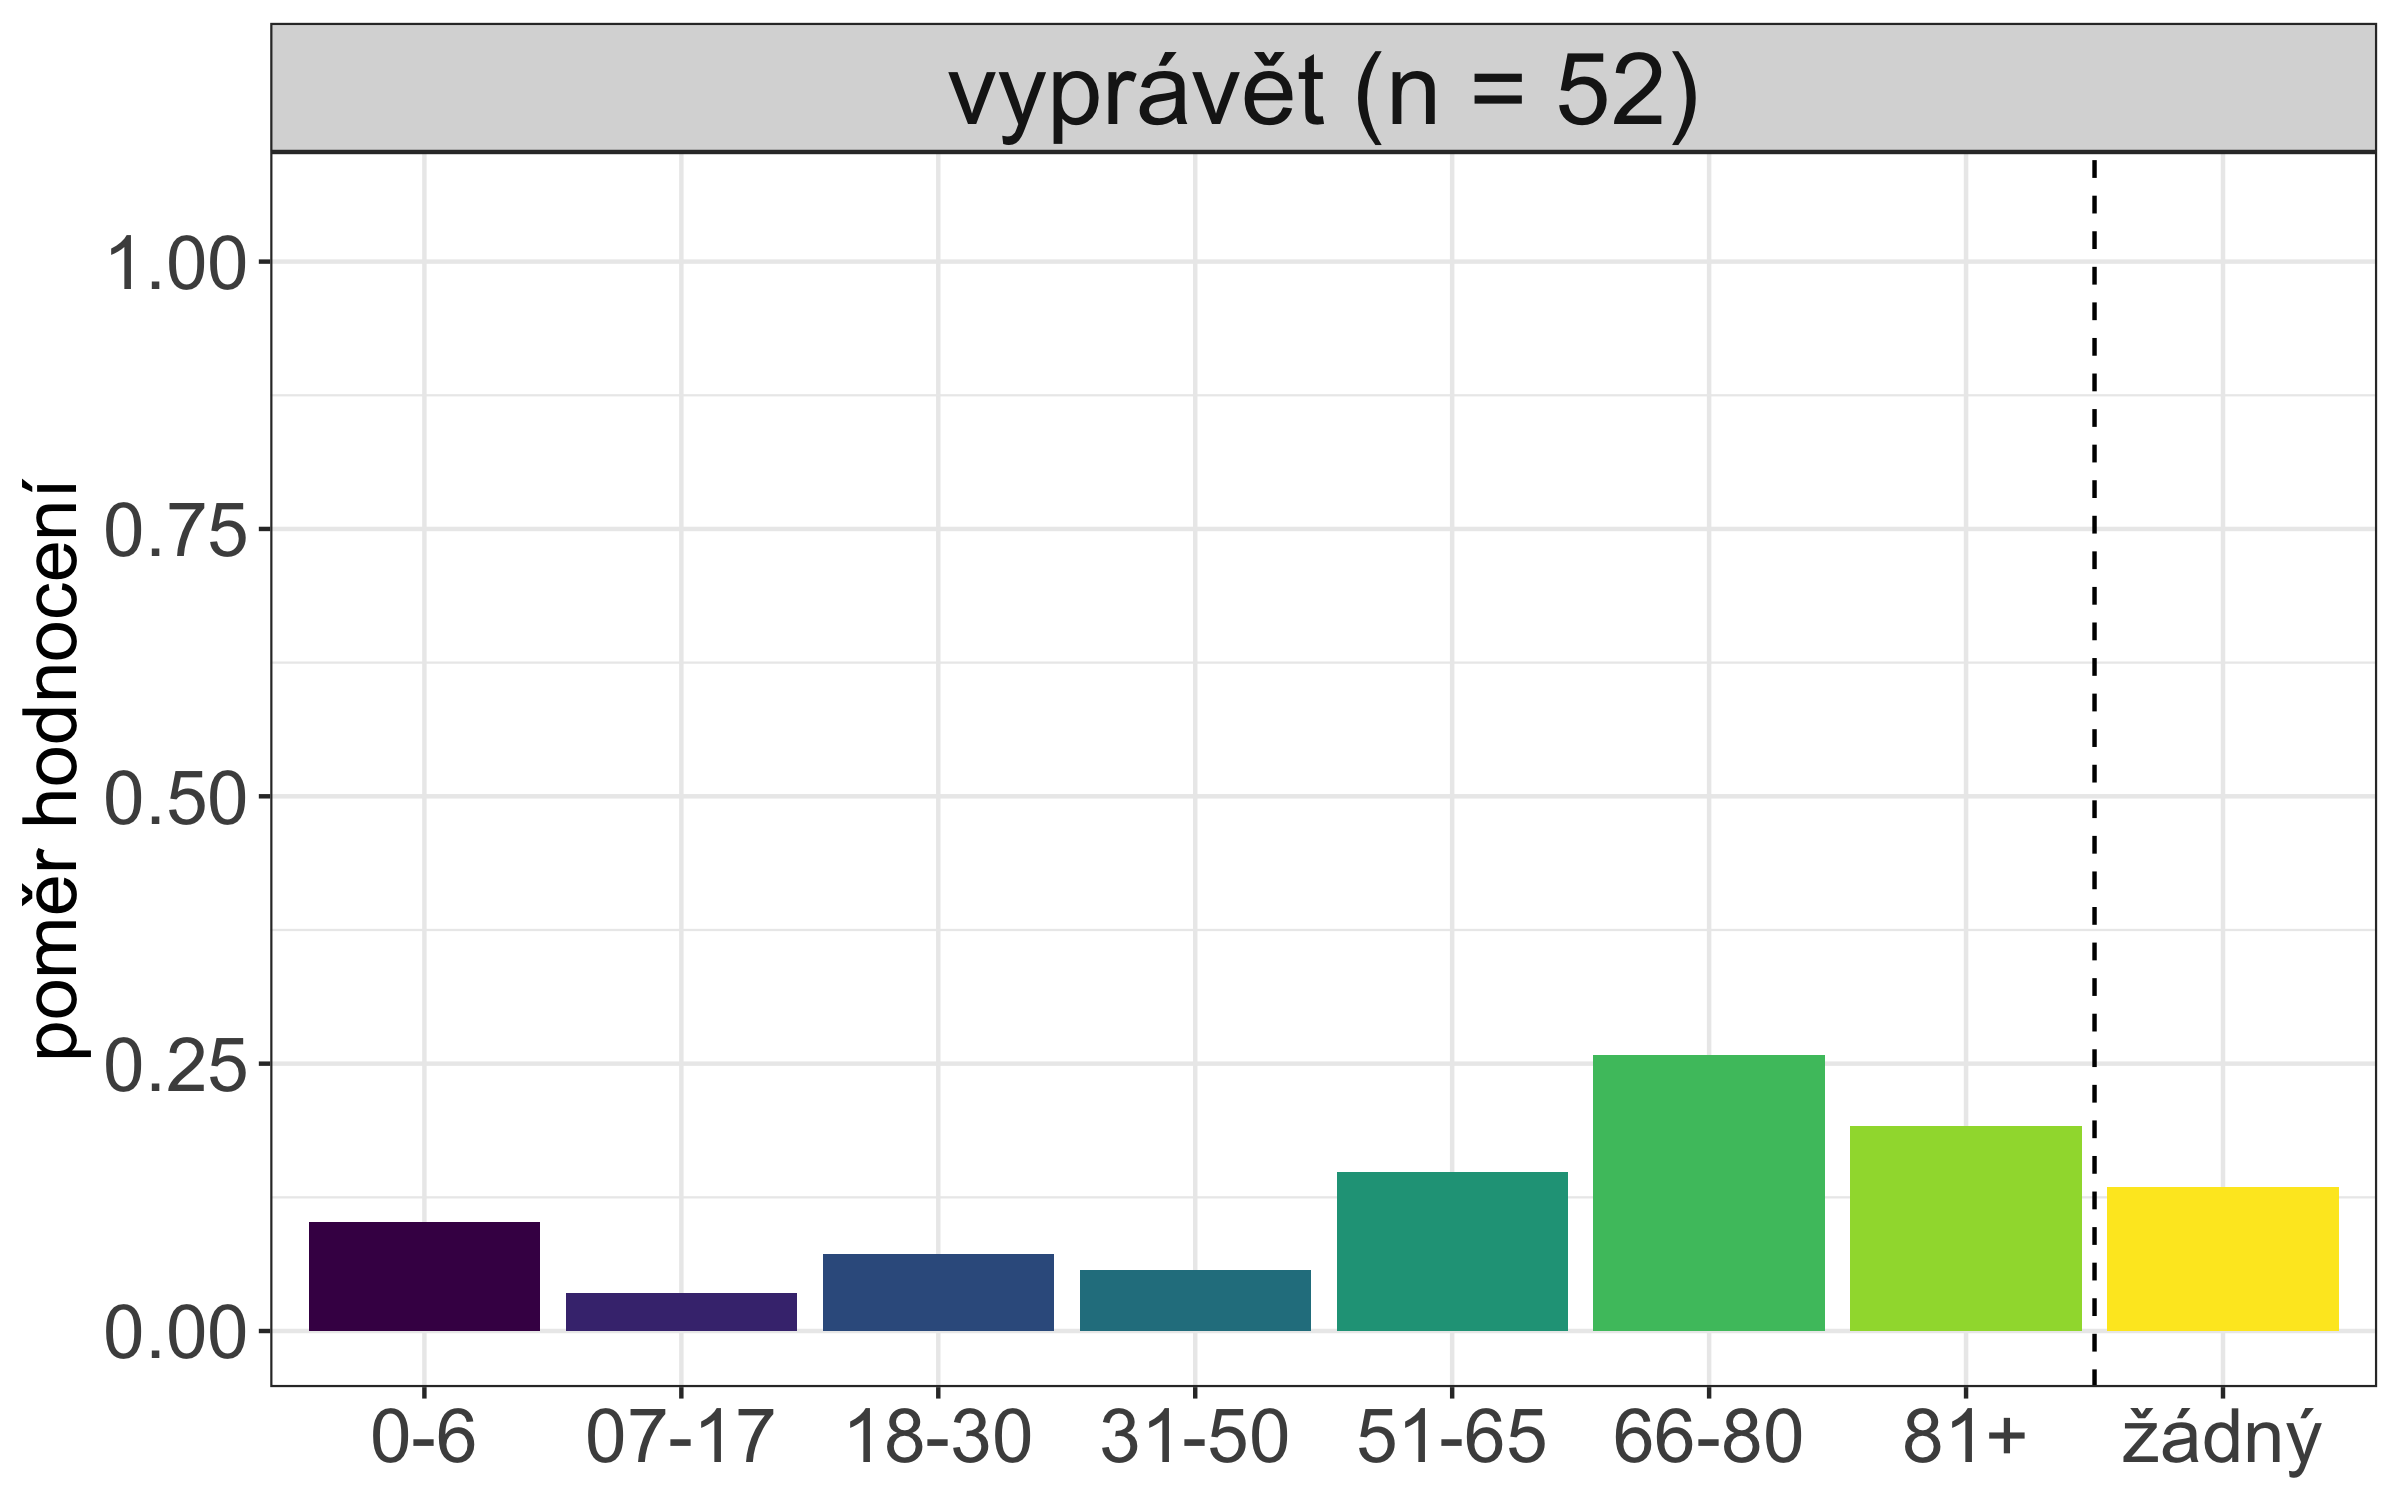 vyprávět (n = 52)
poměr hodnocení
1.00
0.75
0.50
0.25
0.00
0-6 07-17 18-30 31-50 51-65 66-80 81+ žádný